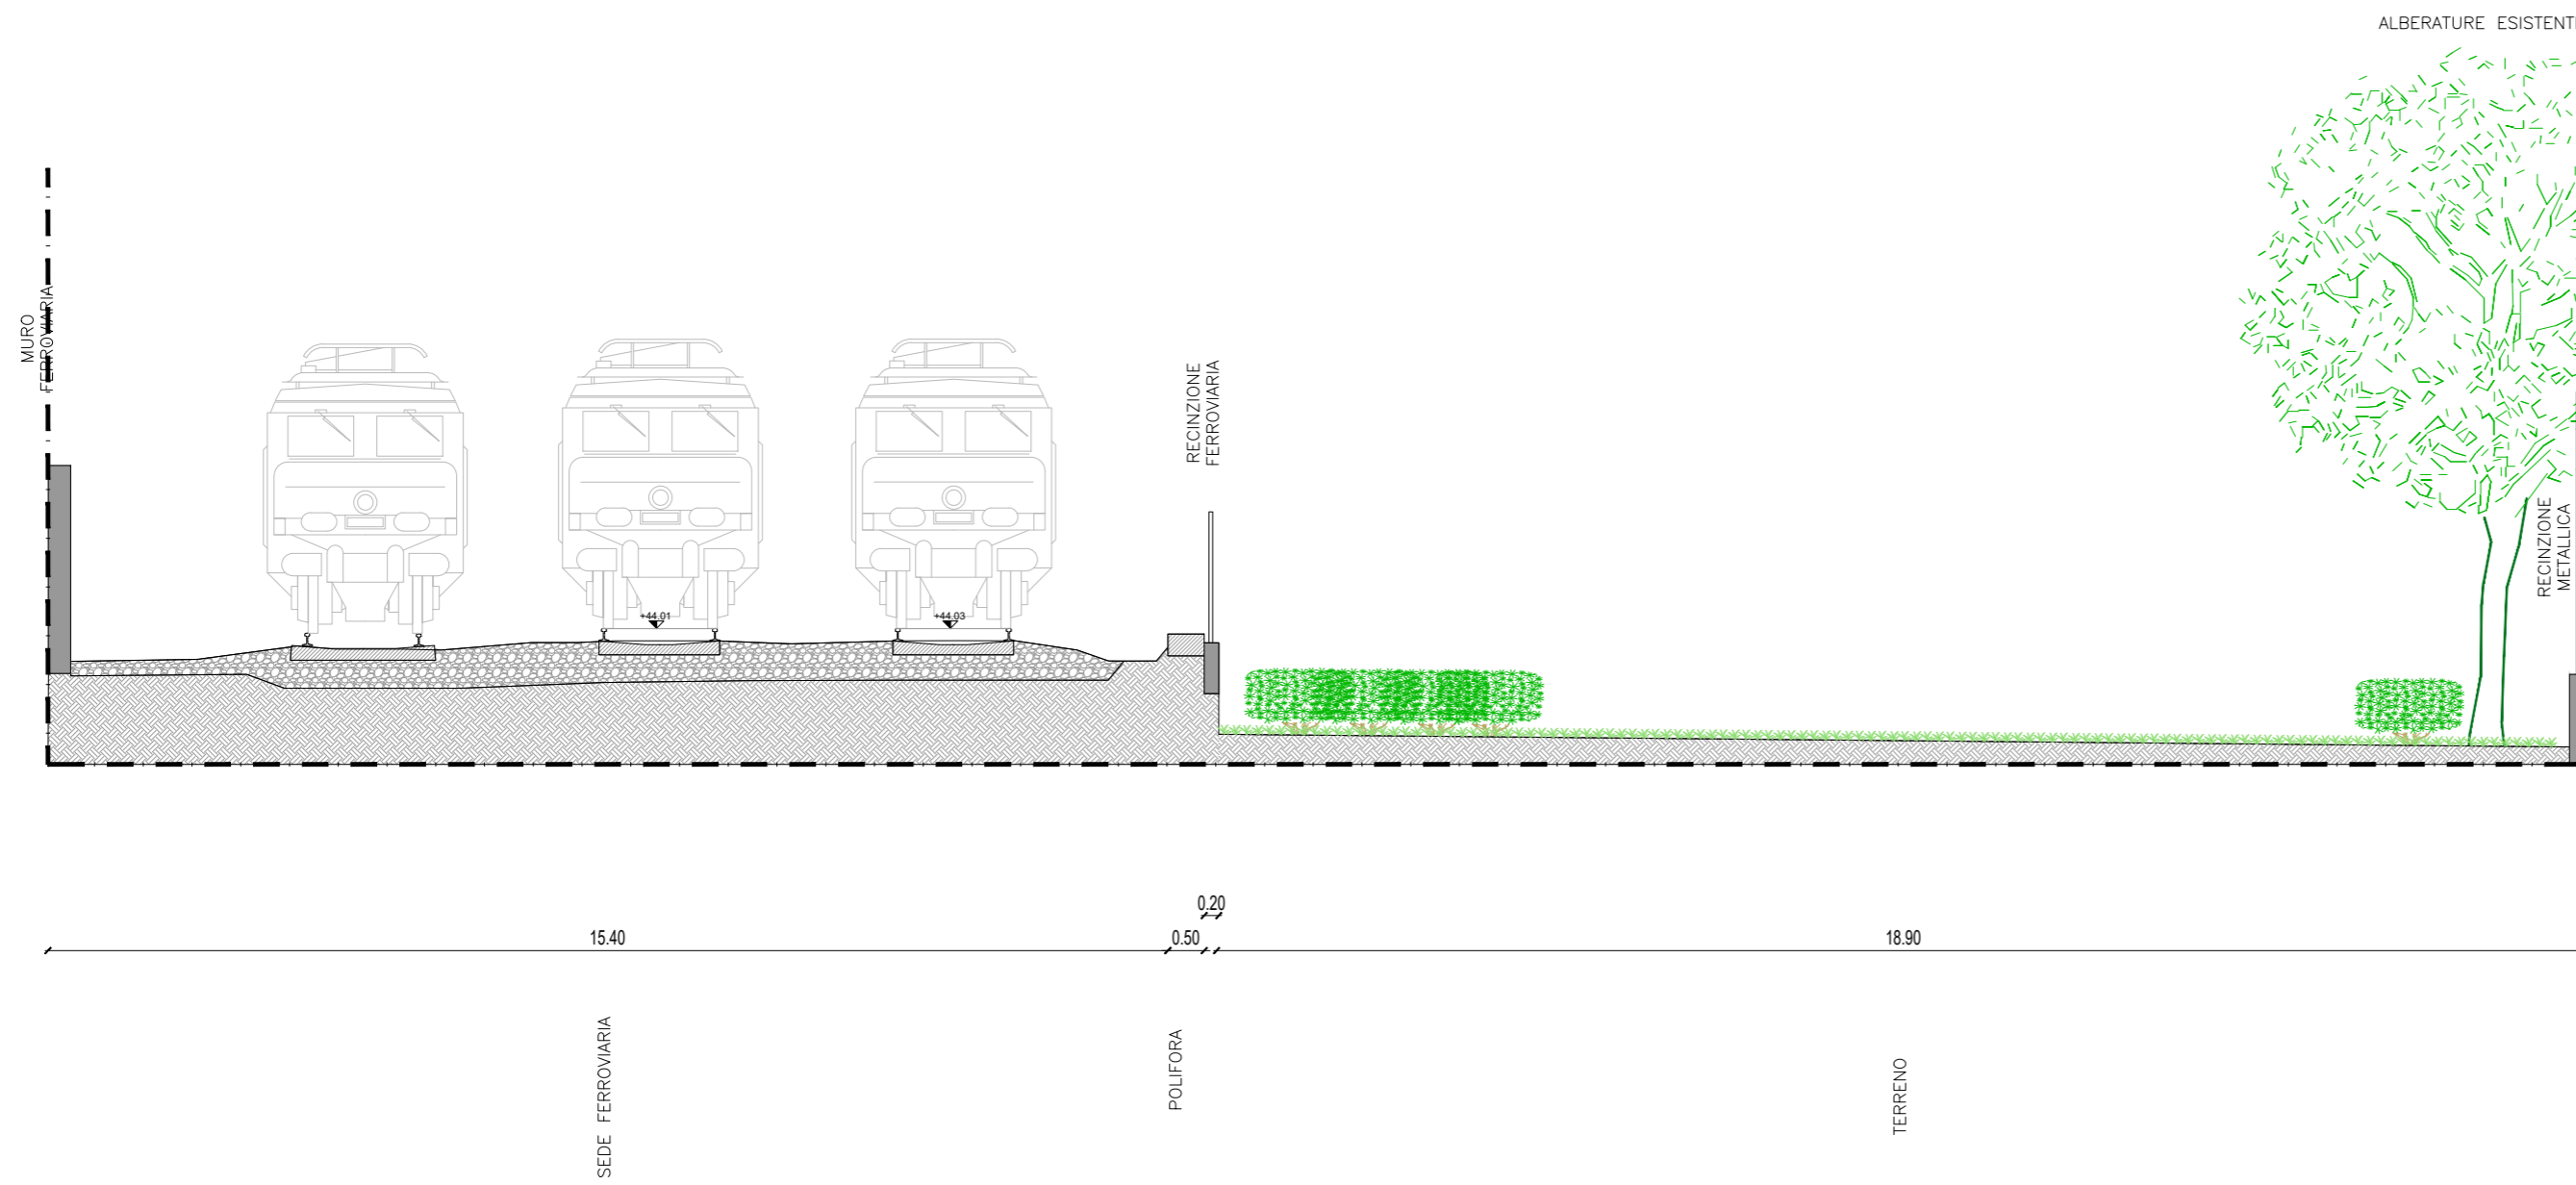 ALBERATURE ESISTENTI
MURO
FERROVIARIA
RECINZIONE
FERROVIARIA
RECINZIONE
METALLICA
+44.01
+44.03
0.20
15.40
0.50
18.90
SEDE FERROVIARIA
POLIFORA
TERRENO